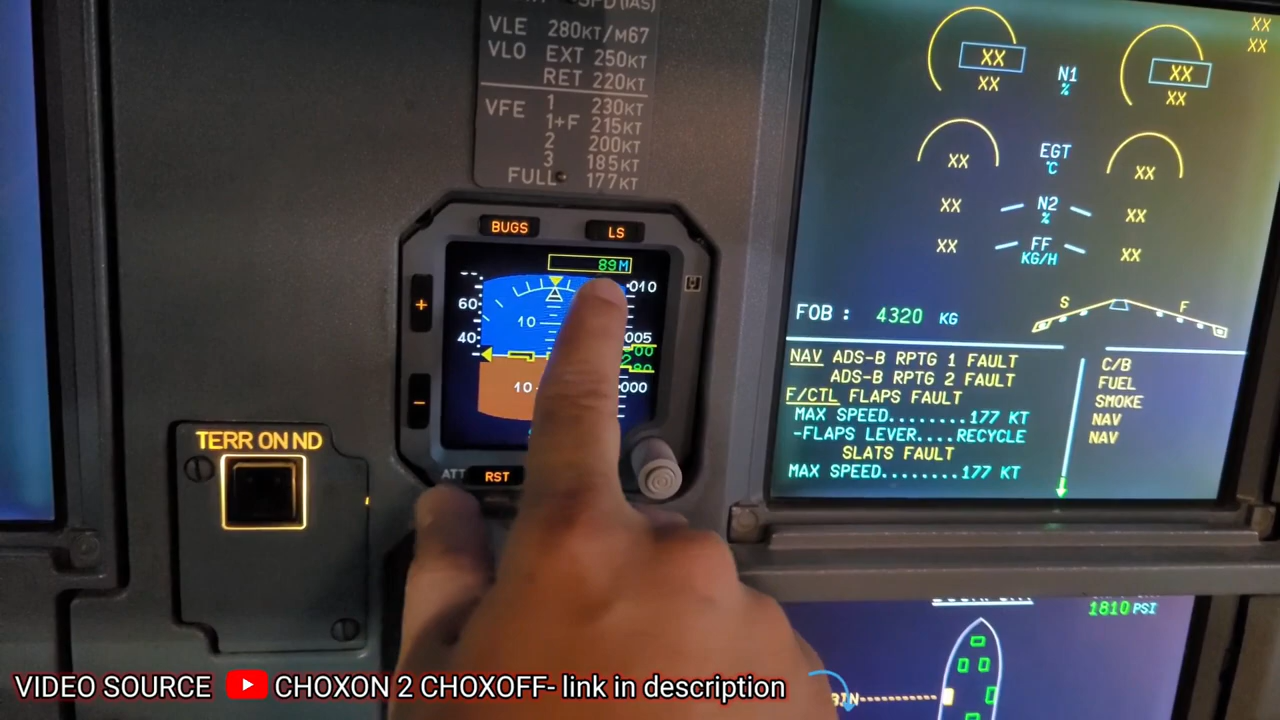 SPD (IAS)
VLE 280KT/M67
VLO EXT 250KT
RET 220KT
VFE 1 230KT
1+F 215KT
2 200KT
3 185KT
FULL 177KT
BUGS LS
89M
60
40
10
10
010
005
000
00
80
+
-
ATT RST
TERR ON ND
XX
XX
XX XX
XX XX
N1
%
XX XX
EGT
°C
XX XX
N2
%
XX XX
FF
KG/H
S F
FOB : 4320 KG
NAV ADS-B RPTG 1 FAULT
ADS-B RPTG 2 FAULT
F/CTL FLAPS FAULT
MAX SPEED........177 KT
-FLAPS LEVER....RECYCLE
SLATS FAULT
MAX SPEED........177 KT
C/B
FUEL
SMOKE
NAV
NAV
1810 PSI
VIDEO SOURCE CHOXON 2 CHOXOFF- link in description